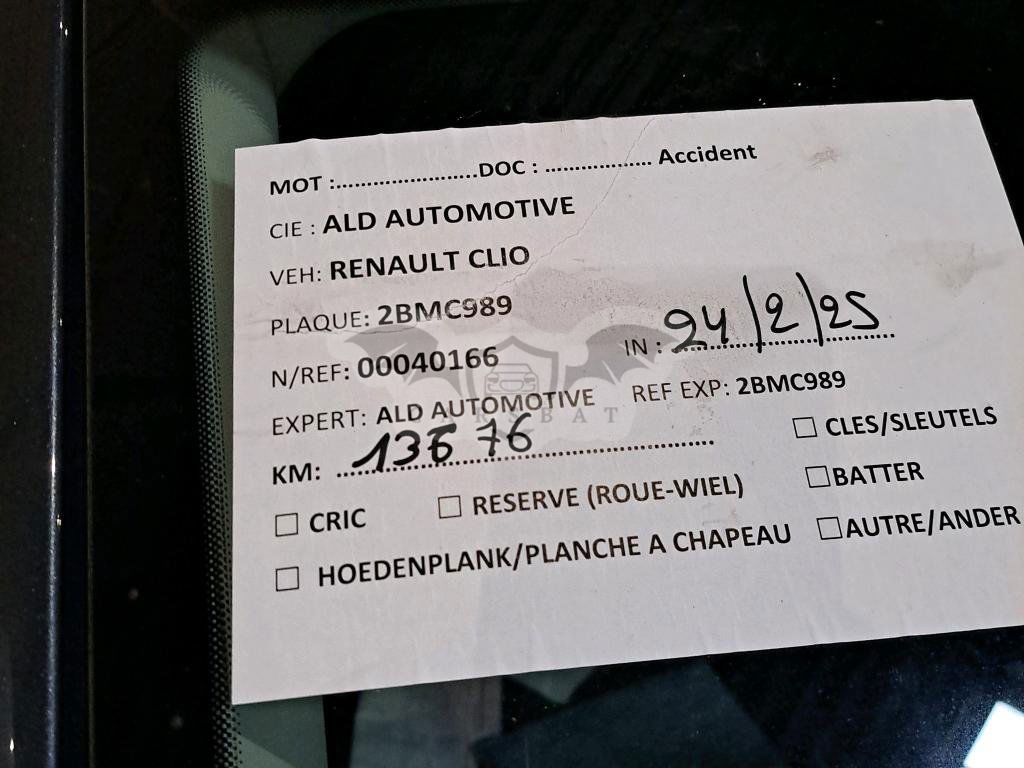 MOT :........................DOC : .................. Accident
CIE : ALD AUTOMOTIVE
VEH: RENAULT CLIO
PLAQUE: 2BMC989
IN : 24/2/25
N/REF: 00040166
EXPERT: ALD AUTOMOTIVE REF EXP: 2BMC989
KM: 13676
☐ CLES/SLEUTELS
☐ CRIC ☐ RESERVE (ROUE-WIEL) ☐ BATTER
☐ HOEDENPLANK/PLANCHE A CHAPEAU ☐ AUTRE/ANDER